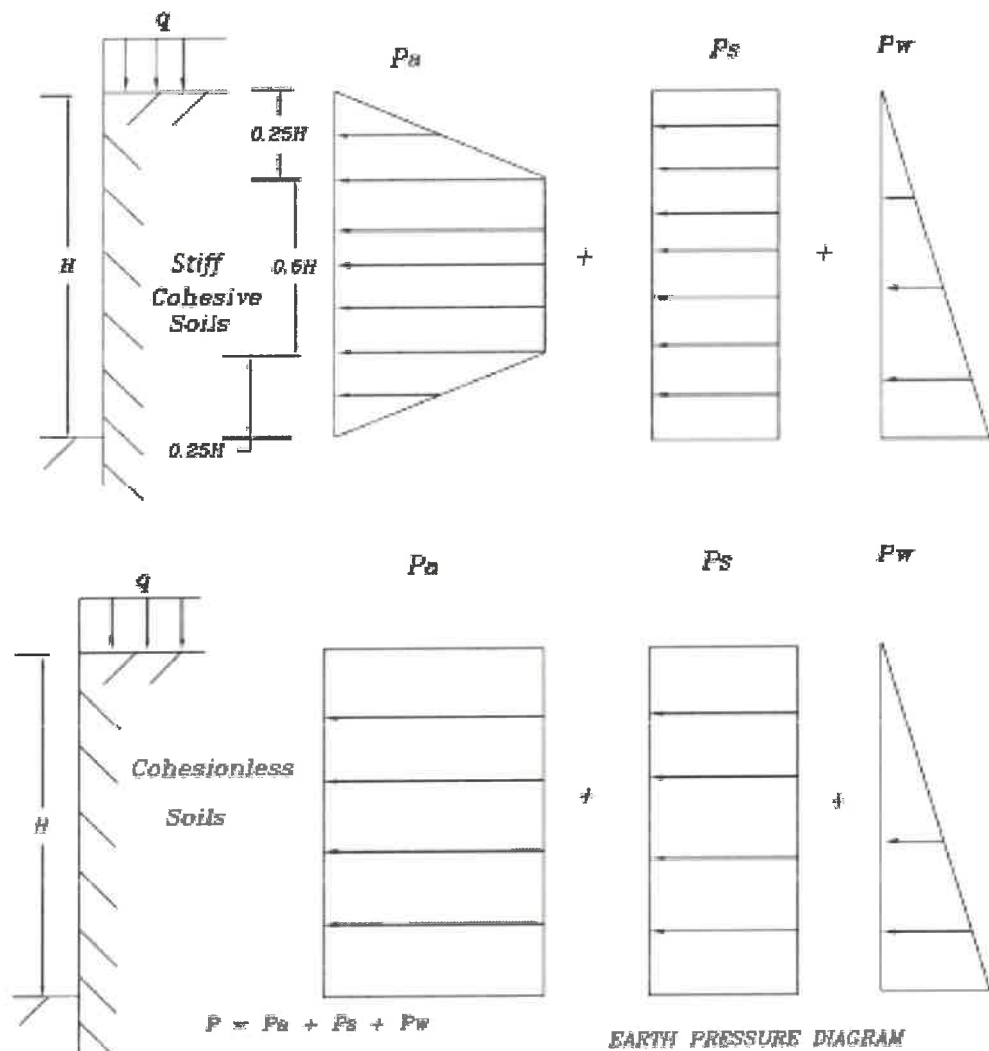 q
Pa
Ps
Pw
0.25H
H
Stiff
Cohesive
Soils
0.5H
+
+
0.25H
Pa
Ps
Pw
q
Cohesionless
Soils
H
+
+
P = Pa + Ps + Pw
EARTH PRESSURE DIAGRAM